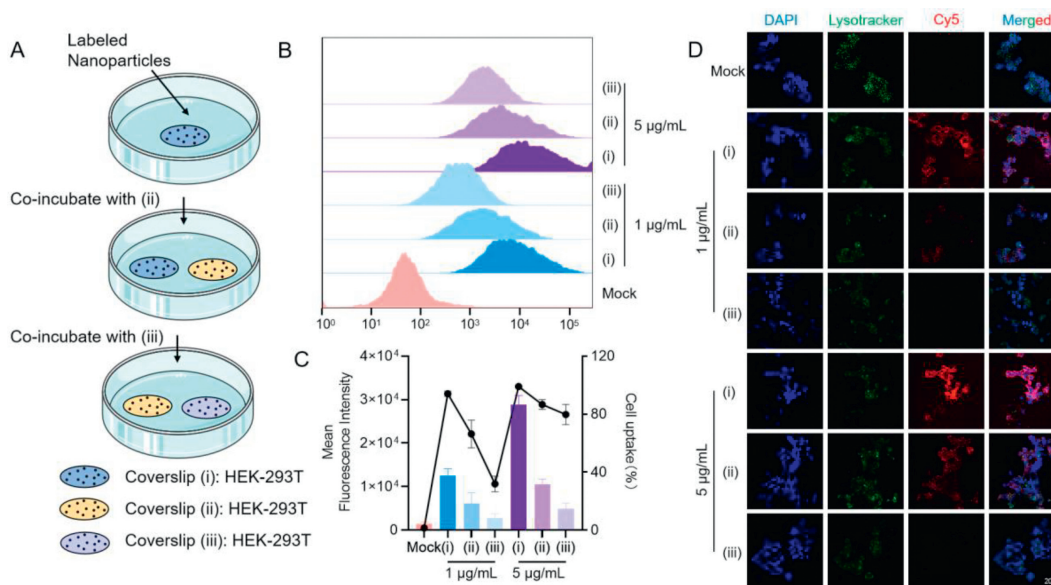 A
Labeled
Nanoparticles
Co-incubate with (ii)
Co-incubate with (iii)
Coverslip (i): HEK-293T
Coverslip (ii): HEK-293T
Coverslip (iii): HEK-293T
B
(iii)
(ii)
(i)
5 μg/mL
(iii)
(ii)
(i)
1 μg/mL
Mock
10⁰ 10¹ 10² 10³ 10⁴ 10⁵
C
Mean
Fluorescence Intensity
4×10⁴
3×10⁴
2×10⁴
1×10⁴
0
120
80
40
0
Cell uptake (%)
Mock (i) (ii) (iii) (i) (ii) (iii)
1 μg/mL 5 μg/mL
D
DAPI Lysotracker Cy5 Merged
Mock
1 μg/mL
(i)
(ii)
(iii)
5 μg/mL
(i)
(ii)
(iii)